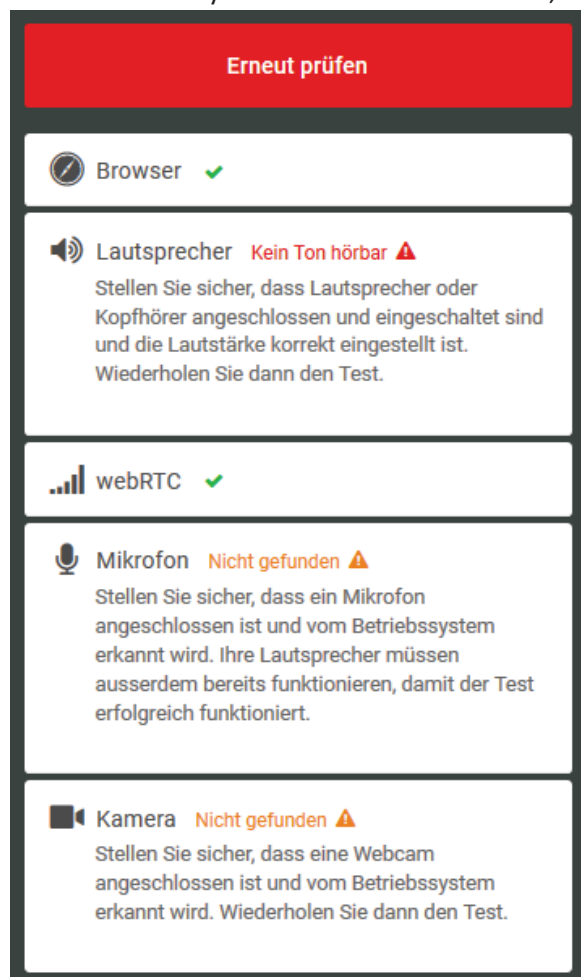 Erneut prüfen
Browser
Lautsprecher Kein Ton hörbar
Stellen Sie sicher, dass Lautsprecher oder
Kopfhörer angeschlossen und eingeschaltet sind
und die Lautstärke korrekt eingestellt ist.
Wiederholen Sie dann den Test.
webRTC
Mikrofon Nicht gefunden
Stellen Sie sicher, dass ein Mikrofon
angeschlossen ist und vom Betriebssystem
erkannt wird. Ihre Lautsprecher müssen
ausserdem bereits funktionieren, damit der Test
erfolgreich funktioniert.
Kamera Nicht gefunden
Stellen Sie sicher, dass eine Webcam
angeschlossen ist und vom Betriebssystem
erkannt wird. Wiederholen Sie dann den Test.